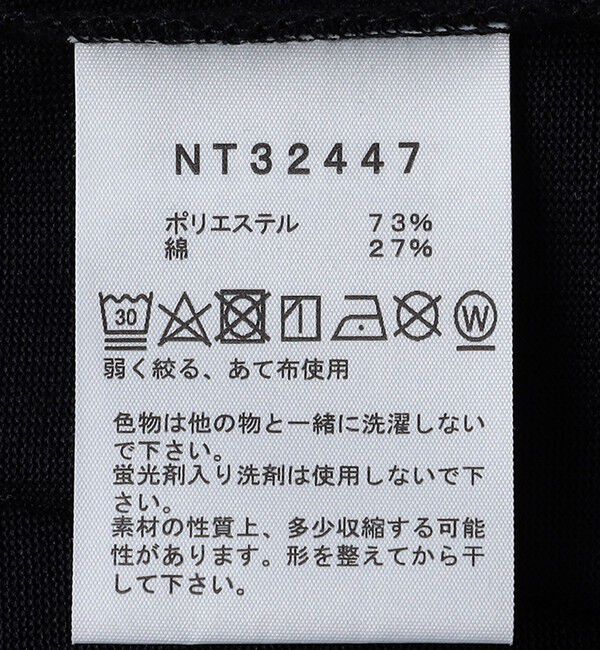 NT32447
ポリエステル 73%
綿 27%
30 W
弱く絞る、あて布使用
色物は他の物と一緒に洗濯しない
で下さい。
蛍光剤入り洗剤は使用しないで下
さい。
素材の性質上、多少収縮する可能
性があります。形を整えてから干
して下さい。